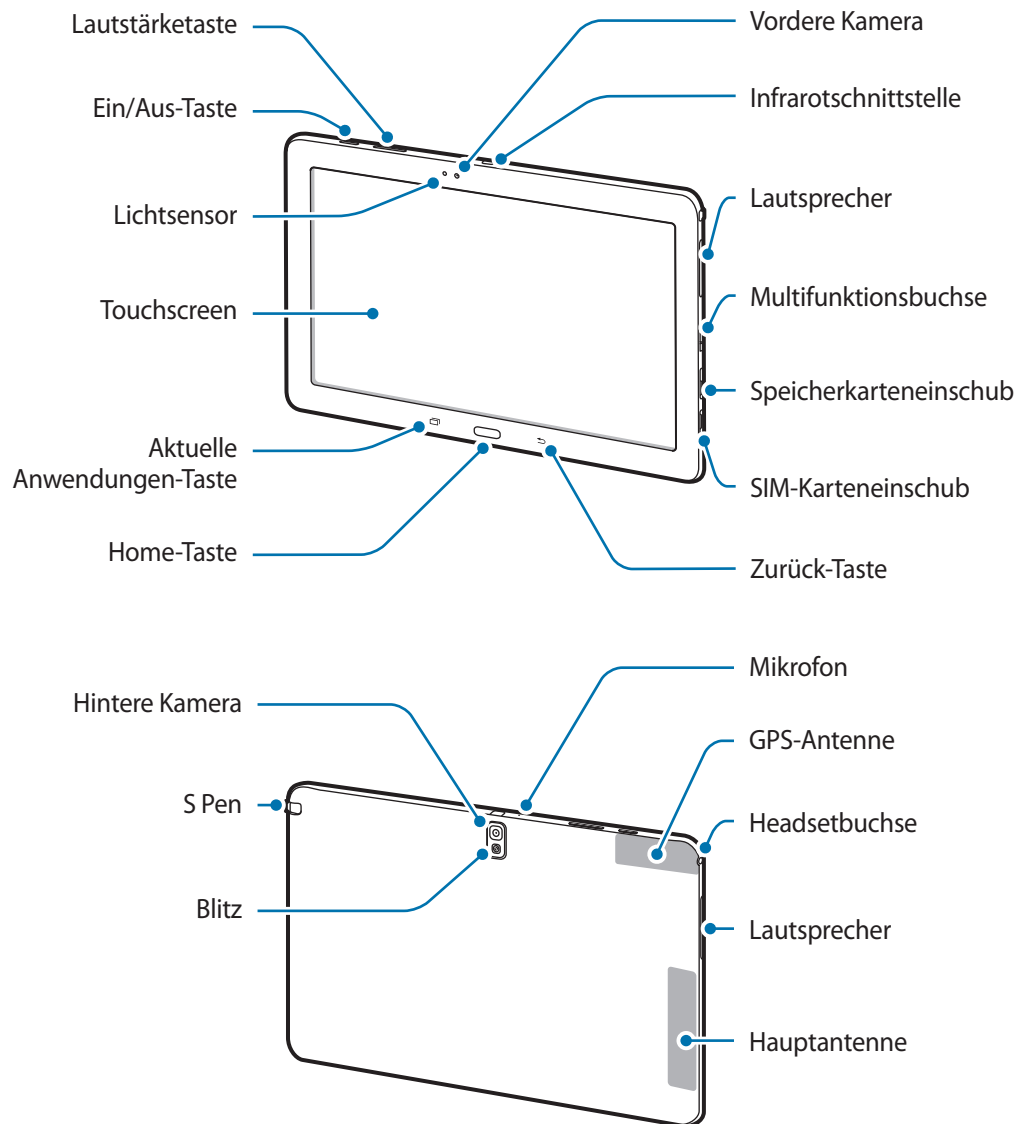 Lautstärketaste
Ein/Aus-Taste
Lichtsensor
Touchscreen
Aktuelle
Anwendungen-Taste
Home-Taste
Vordere Kamera
Infrarotschnittstelle
Lautsprecher
Multifunktionsbuchse
Speicherkarteneinschub
SIM-Karteneinschub
Zurück-Taste
Hintere Kamera
S Pen
Blitz
Mikrofon
GPS-Antenne
Headsetbuchse
Lautsprecher
Hauptantenne